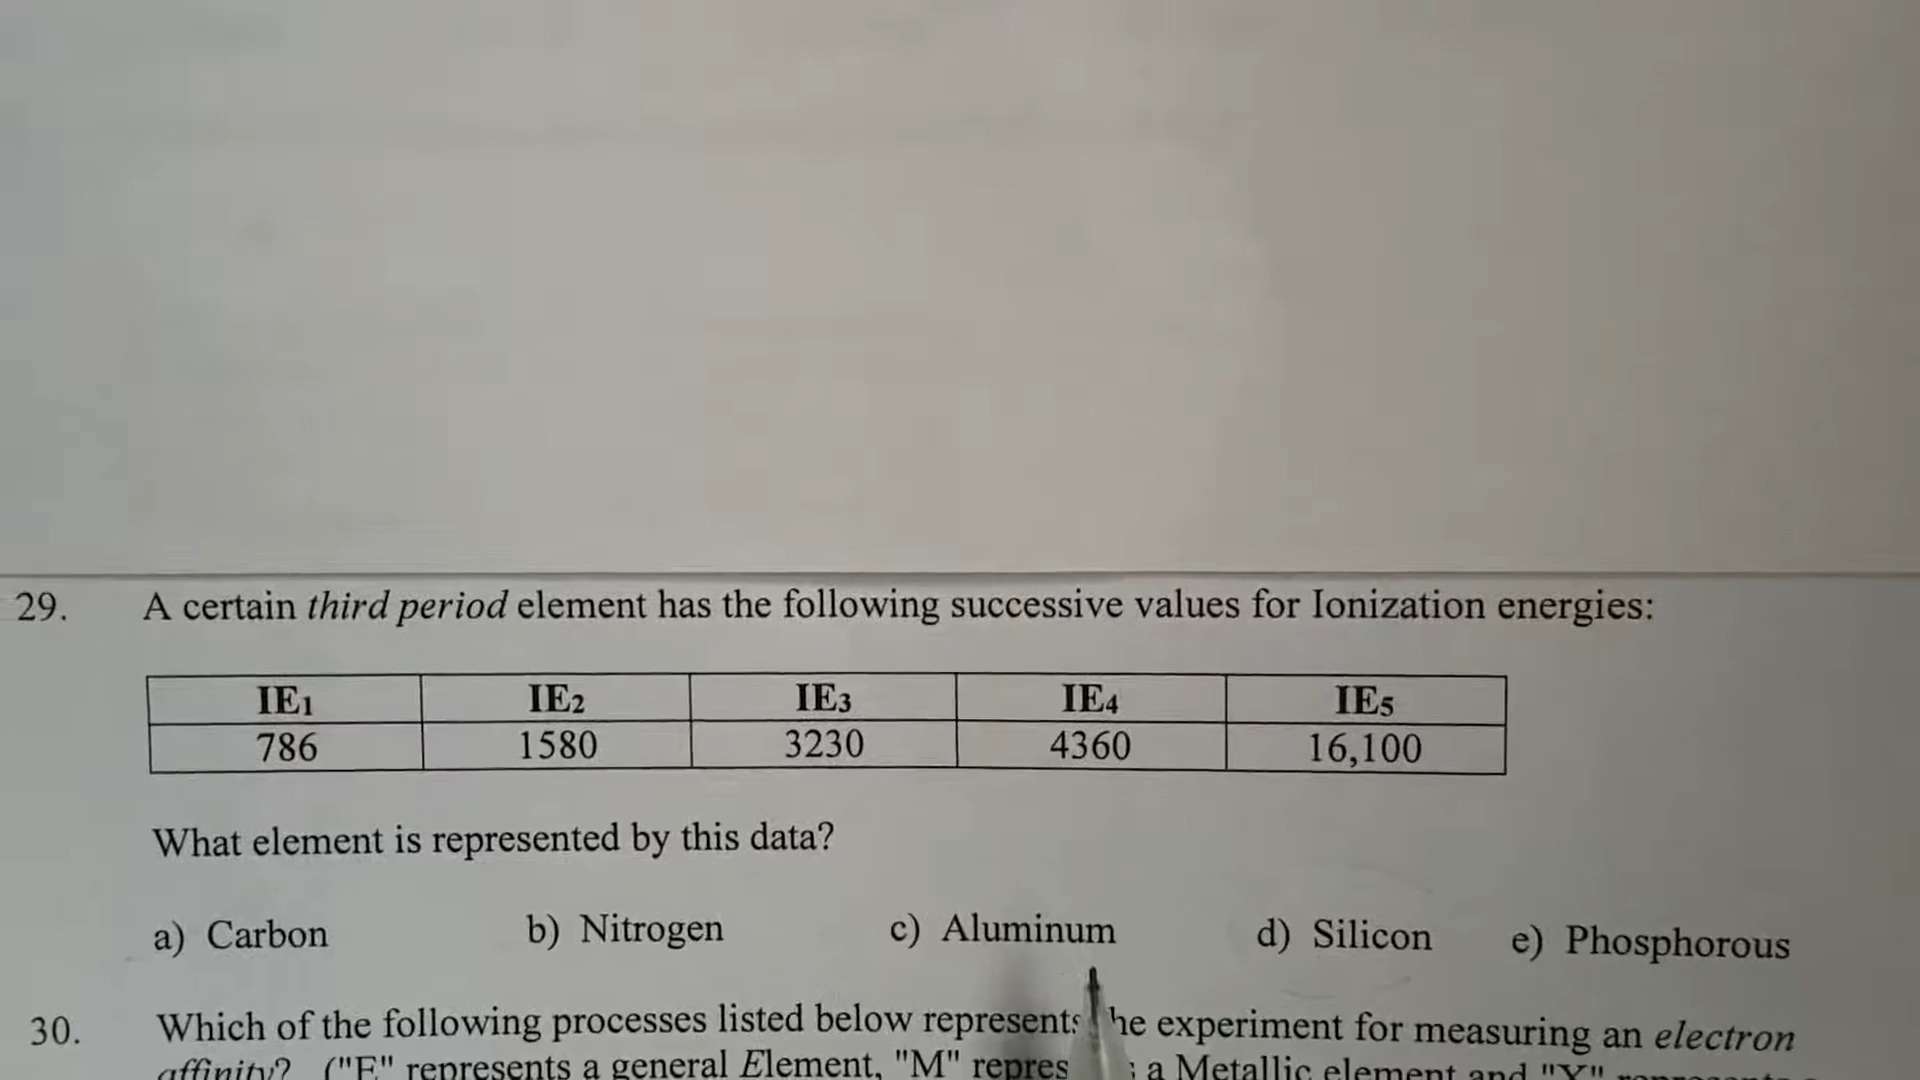 29. A certain third period element has the following successive values for Ionization energies:
IE1 IE2 IE3 IE4 IE5
786 1580 3230 4360 16,100
What element is represented by this data?
a) Carbon b) Nitrogen c) Aluminum d) Silicon e) Phosphorous
30. Which of the following processes listed below represents he experiment for measuring an electron
affinity? ("E" represents a general Element, "M" repres a Metallic element and "Y"